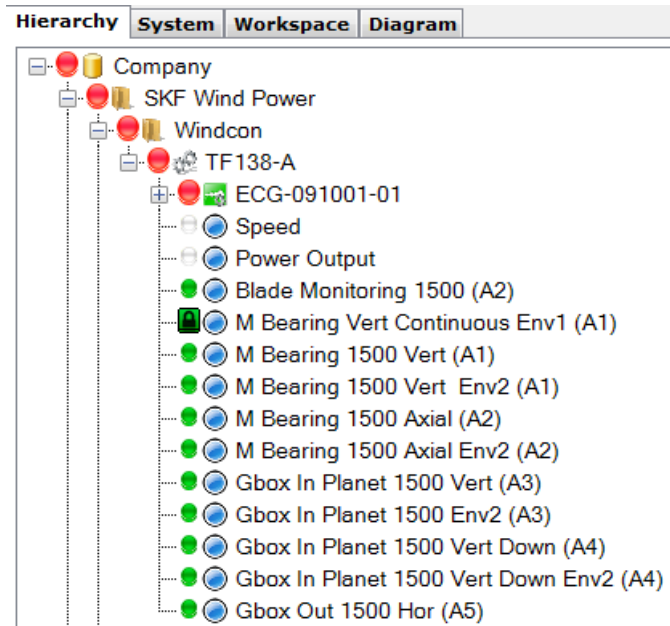 Hierarchy System Workspace Diagram
Company
SKF Wind Power
Windcon
TF138-A
ECG-091001-01
Speed
Power Output
Blade Monitoring 1500 (A2)
M Bearing Vert Continuous Env1 (A1)
M Bearing 1500 Vert (A1)
M Bearing 1500 Vert  Env2 (A1)
M Bearing 1500 Axial (A2)
M Bearing 1500 Axial Env2 (A2)
Gbox In Planet 1500 Vert (A3)
Gbox In Planet 1500 Env2 (A3)
Gbox In Planet 1500 Vert Down (A4)
Gbox In Planet 1500 Vert Down Env2 (A4)
Gbox Out 1500 Hor (A5)